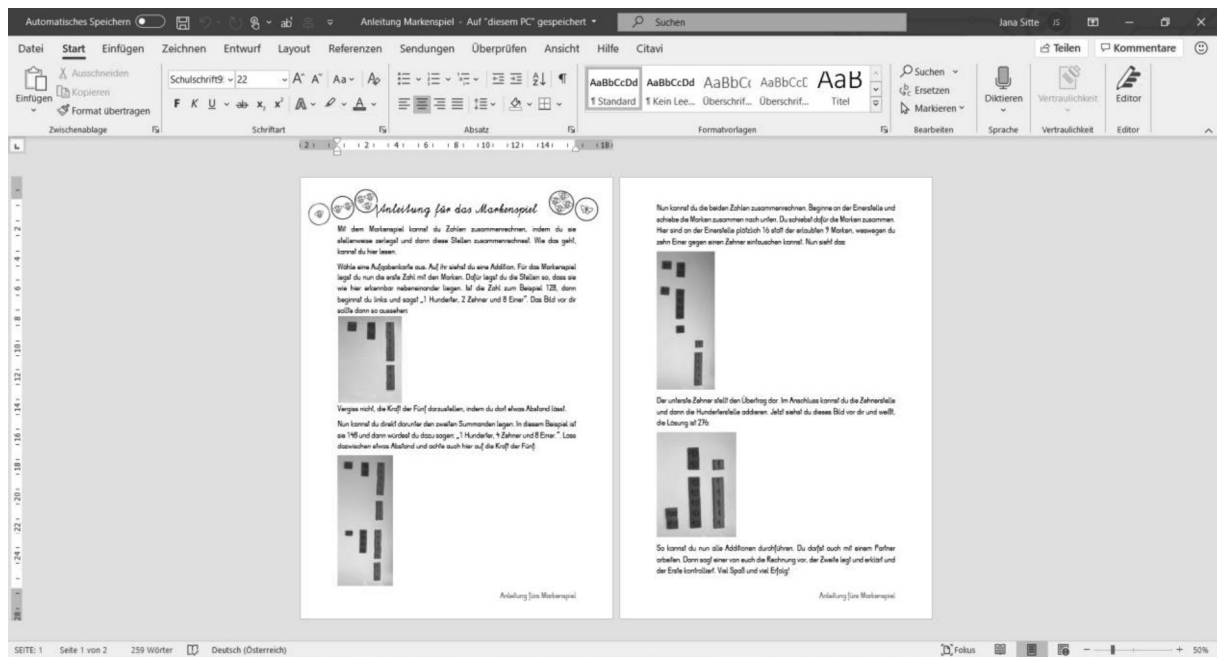 Automatisches Speichern
Anleitung Markenspiel - Auf "diesem PC" gespeichert
Suchen
Jana Sitte JS
Datei Start Einfügen Zeichnen Entwurf Layout Referenzen Sendungen Überprüfen Ansicht Hilfe Citavi
Teilen Kommentare
Einfügen
Ausschneiden
Kopieren
Format übertragen
Zwischenablage
Schulschrift9: 22
F K U ab x₂ x²
Schriftart
Absatz
AaBbCcDd AaBbCcDd AaBbCc AaBbCcC AaB
¶ Standard ¶ Kein Lee... Überschrif... Überschrif... Titel
Formatvorlagen
Suchen
Ersetzen
Markieren
Bearbeiten
Diktieren
Sprache
Vertraulichkeit
Vertraulichkeit
Editor
Editor
Anleitung für das Markenspiel
Mit dem Markenspiel kannst du Zahlen zusammenrechnen, indem du sie
stellenweise zerlegst und dann diese Stellen zusammenrechnest. Wie das geht,
kannst du hier lesen.
Wähle eine Aufgabenkarte aus. Auf ihr siehst du eine Addition. Für das Markenspiel
legst du nun die erste Zahl mit den Marken. Dafür legst du die Stellen so, dass sie
wie hier erkennbar nebeneinander liegen. Ist die Zahl zum Beispiel 128, dann
beginnst du links und sagst „1 Hunderter, 2 Zehner und 8 Einer". Das Bild vor dir
sollte dann so aussehen:
Vergiss nicht, die Kraft der Fünf darzustellen, indem du dort etwas Abstand lässt.
Nun kannst du direkt darunter den zweiten Summanden legen. In diesem Beispiel ist
sie 148 und dann würdest du dazu sagen: „1 Hunderter, 4 Zehner und 8 Einer.". Lass
dazwischen etwas Abstand und achte auch hier auf die Kraft der Fünf:
Anleitung fürs Markenspiel
Nun kannst du die beiden Zahlen zusammenrechnen. Beginne an der Einerstelle und
schiebe die Marken zusammen nach unten. Du schiebst dafür die Marken zusammen.
Hier sind an der Einerstelle plötzlich 16 statt der erlaubten 9 Marken, weswegen du
zehn Einer gegen einen Zehner eintauschen kannst. Nun sieht das:
Der unterste Zehner stellt den Übertrag dar. Im Anschluss kannst du die Zehnerstelle
und dann die Hunderterstelle addieren. Jetzt siehst du dieses Bild vor dir und weißt,
die Lösung ist 276:
So kannst du nun alle Additionen durchführen. Du darfst auch mit einem Partner
arbeiten. Dann sagt einer von euch die Rechnung vor, der Zweite legt und erklärt und
der Erste kontrolliert. Viel Spaß und viel Erfolg!
Anleitung fürs Markenspiel
SEITE: 1 Seite 1 von 2 259 Wörter Deutsch (Österreich)
Fokus
50%